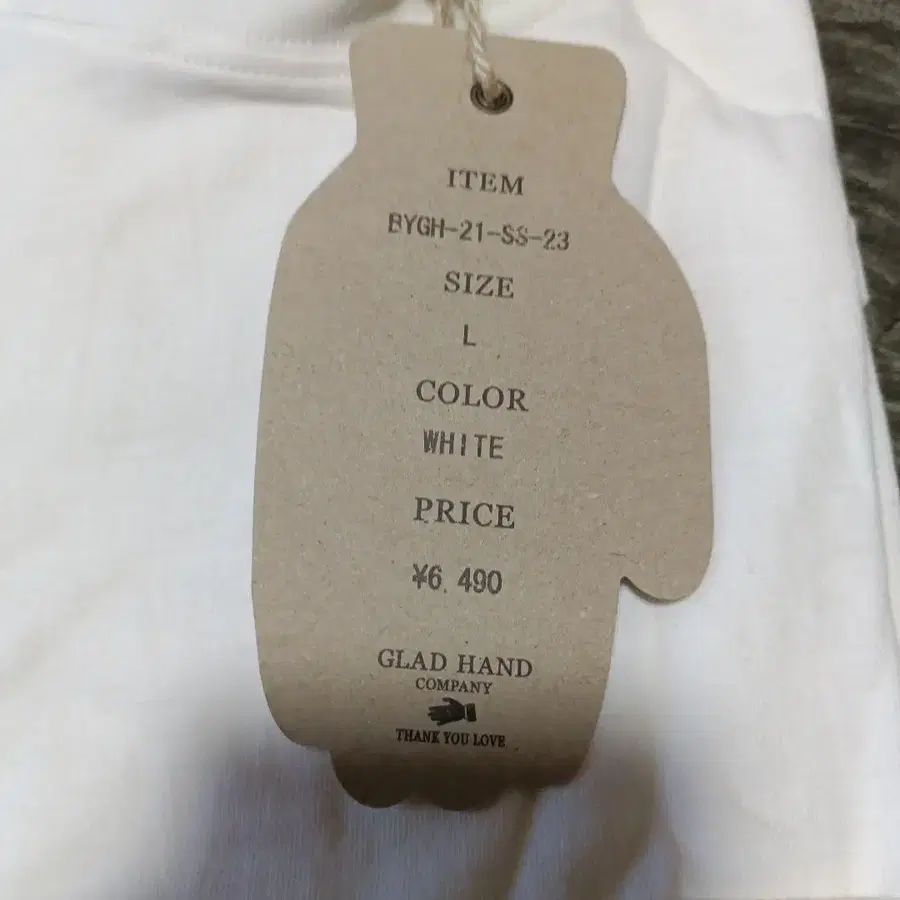 ITEM
BYGH-21-SS-23
SIZE
L
COLOR
WHITE
PRICE
¥6.490
GLAD HAND
COMPANY
THANK YOU LOVE